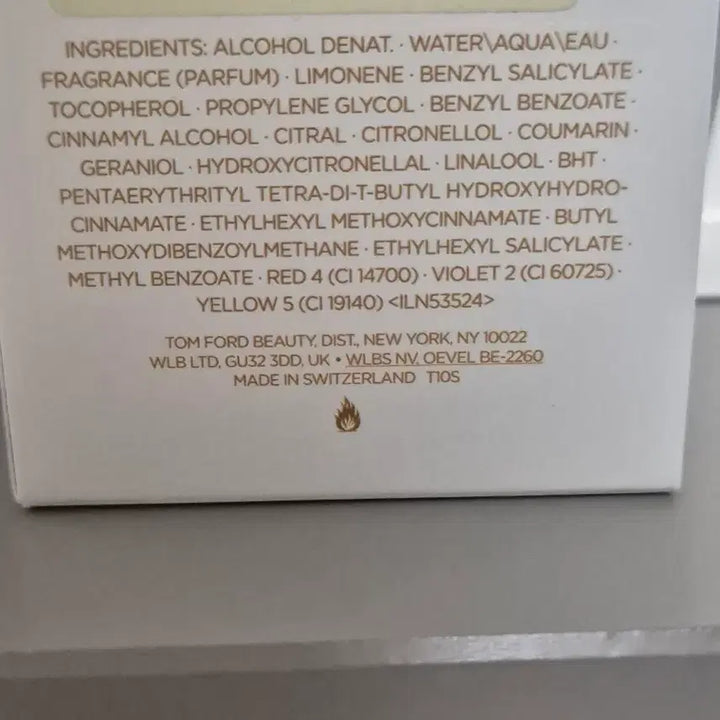 INGREDIENTS: ALCOHOL DENAT. · WATER\AQUA\EAU ·
FRAGRANCE (PARFUM) · LIMONENE · BENZYL SALICYLATE ·
TOCOPHEROL · PROPYLENE GLYCOL · BENZYL BENZOATE ·
CINNAMYL ALCOHOL · CITRAL · CITRONELLOL · COUMARIN ·
GERANIOL · HYDROXYCITRONELLAL · LINALOOL · BHT ·
PENTAERYTHRITYL TETRA-DI-T-BUTYL HYDROXYHYDRO-
CINNAMATE · ETHYLHEXYL METHOXYCINNAMATE · BUTYL
METHOXYDIBENZOYLMETHANE · ETHYLHEXYL SALICYLATE ·
METHYL BENZOATE · RED 4 (CI 14700) · VIOLET 2 (CI 60725) ·
YELLOW 5 (CI 19140) <ILN53524>
TOM FORD BEAUTY, DIST., NEW YORK, NY 10022
WLB LTD, GU32 3DD, UK • WLBS NV, OEVEL BE-2260
MADE IN SWITZERLAND T10S